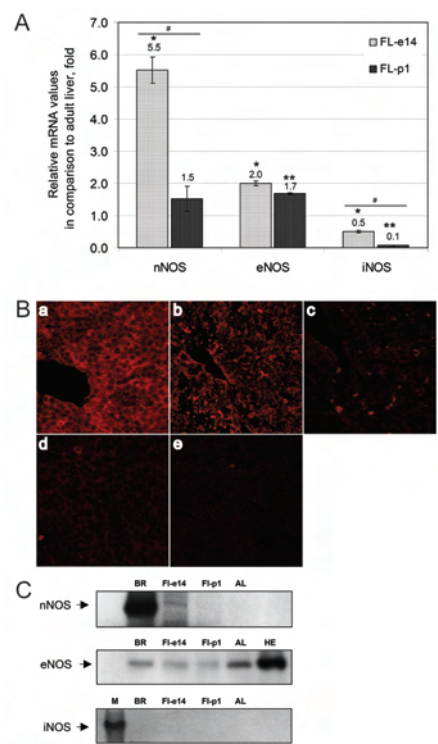 A
Relative mRNA values
in comparison to adult liver, fold
7.0
6.0
5.0
4.0
3.0
2.0
1.0
0.0
#
*
5.5
1.5
*
2.0
**
1.7
#
*
0.5
**
0.1
FL-e14
FL-p1
nNOS
eNOS
iNOS
B
a
b
c
d
e
C
BR Fl-e14 Fl-p1 AL
nNOS
BR Fl-e14 Fl-p1 AL HE
eNOS
M BR Fl-e14 Fl-p1 AL
iNOS